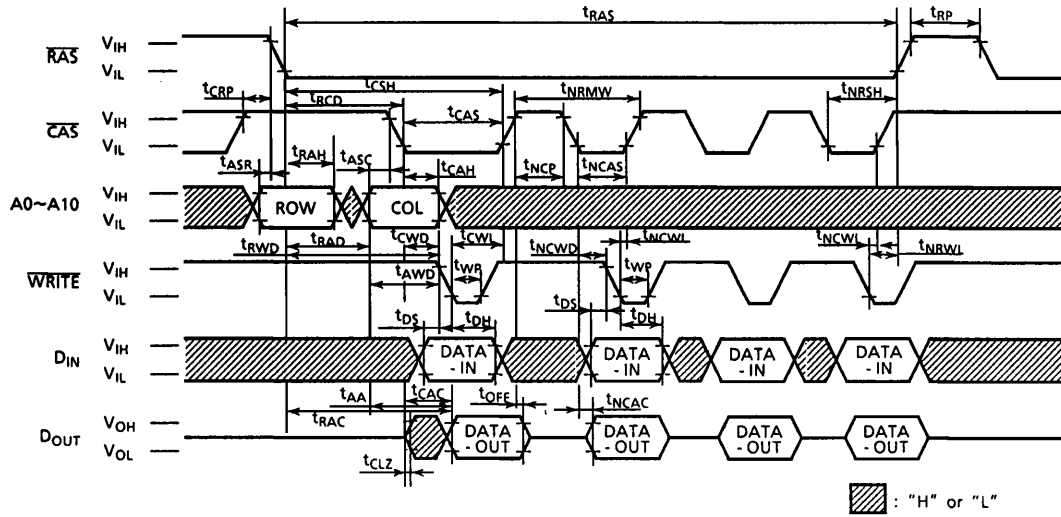 tRAS
tRP
RAS
VIH
VIL
tCRP
tCSH
tRCD
tCAS
tNRMW
tNRSH
CAS
VIH
VIL
tASR
tRAH
tASC
tCAH
tNCP
tNCAS
A0~A10
VIH
VIL
ROW
COL
tRWD
tRAD
tCWD
tCWL
tNCWD
tNCWL
tNCWL
tNRWL
WRITE
VIH
VIL
tAWD
tWP
tWP
tDS
tDH
tDS
tDH
DIN
VIH
VIL
DATA
-IN
DATA
-IN
DATA
-IN
DATA
-IN
tAA
tCAC
tOFF
tNCAC
tRAC
DOUT
VOH
VOL
DATA
-OUT
DATA
-OUT
DATA
-OUT
DATA
-OUT
tCLZ
: "H" or "L"